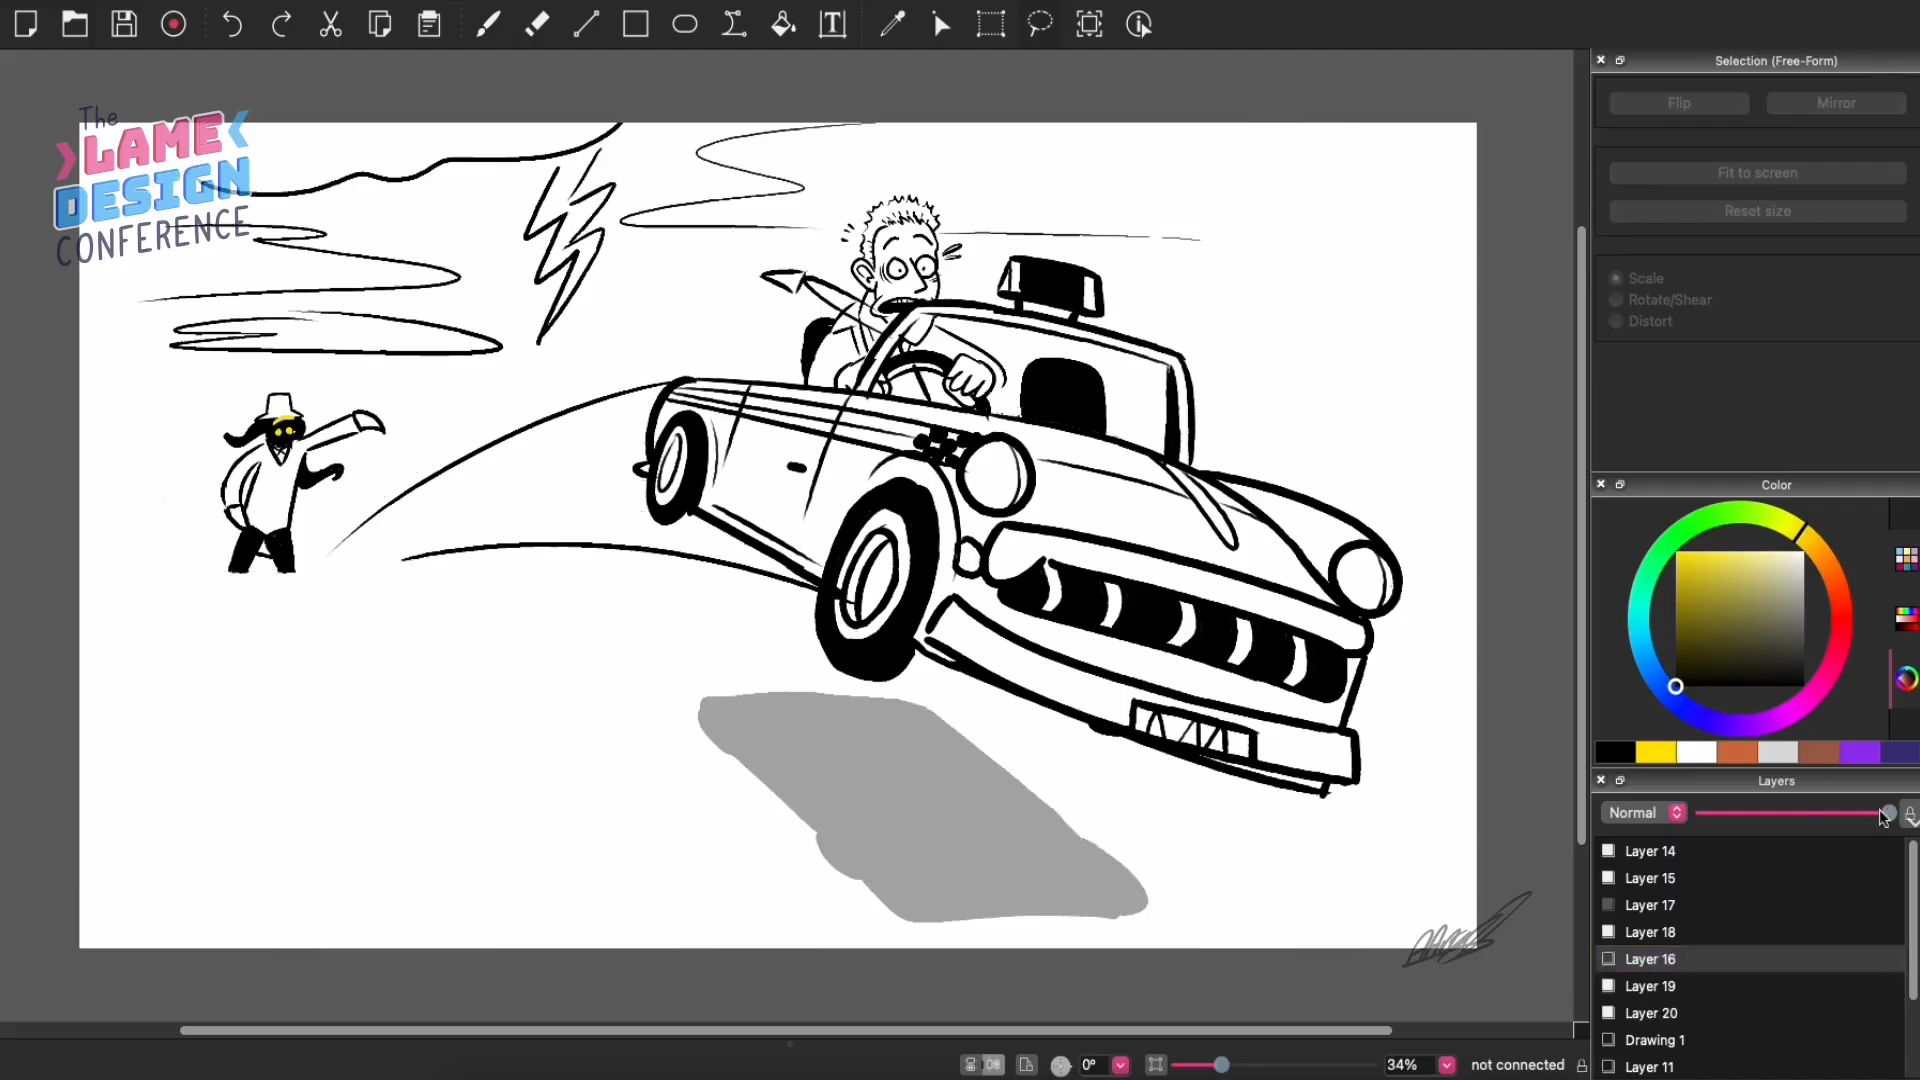 Selection (Free-Form)
Flip
Mirror
The
LAME
DESIGN
CONFERENCE
Fit to screen
Reset size
Scale
Rotate/Shear
Distort
Color
Layers
Normal
Layer 14
Layer 15
Layer 17
Layer 18
Layer 16
Layer 19
Layer 20
Drawing 1
Layer 11
0°
34%
not connected